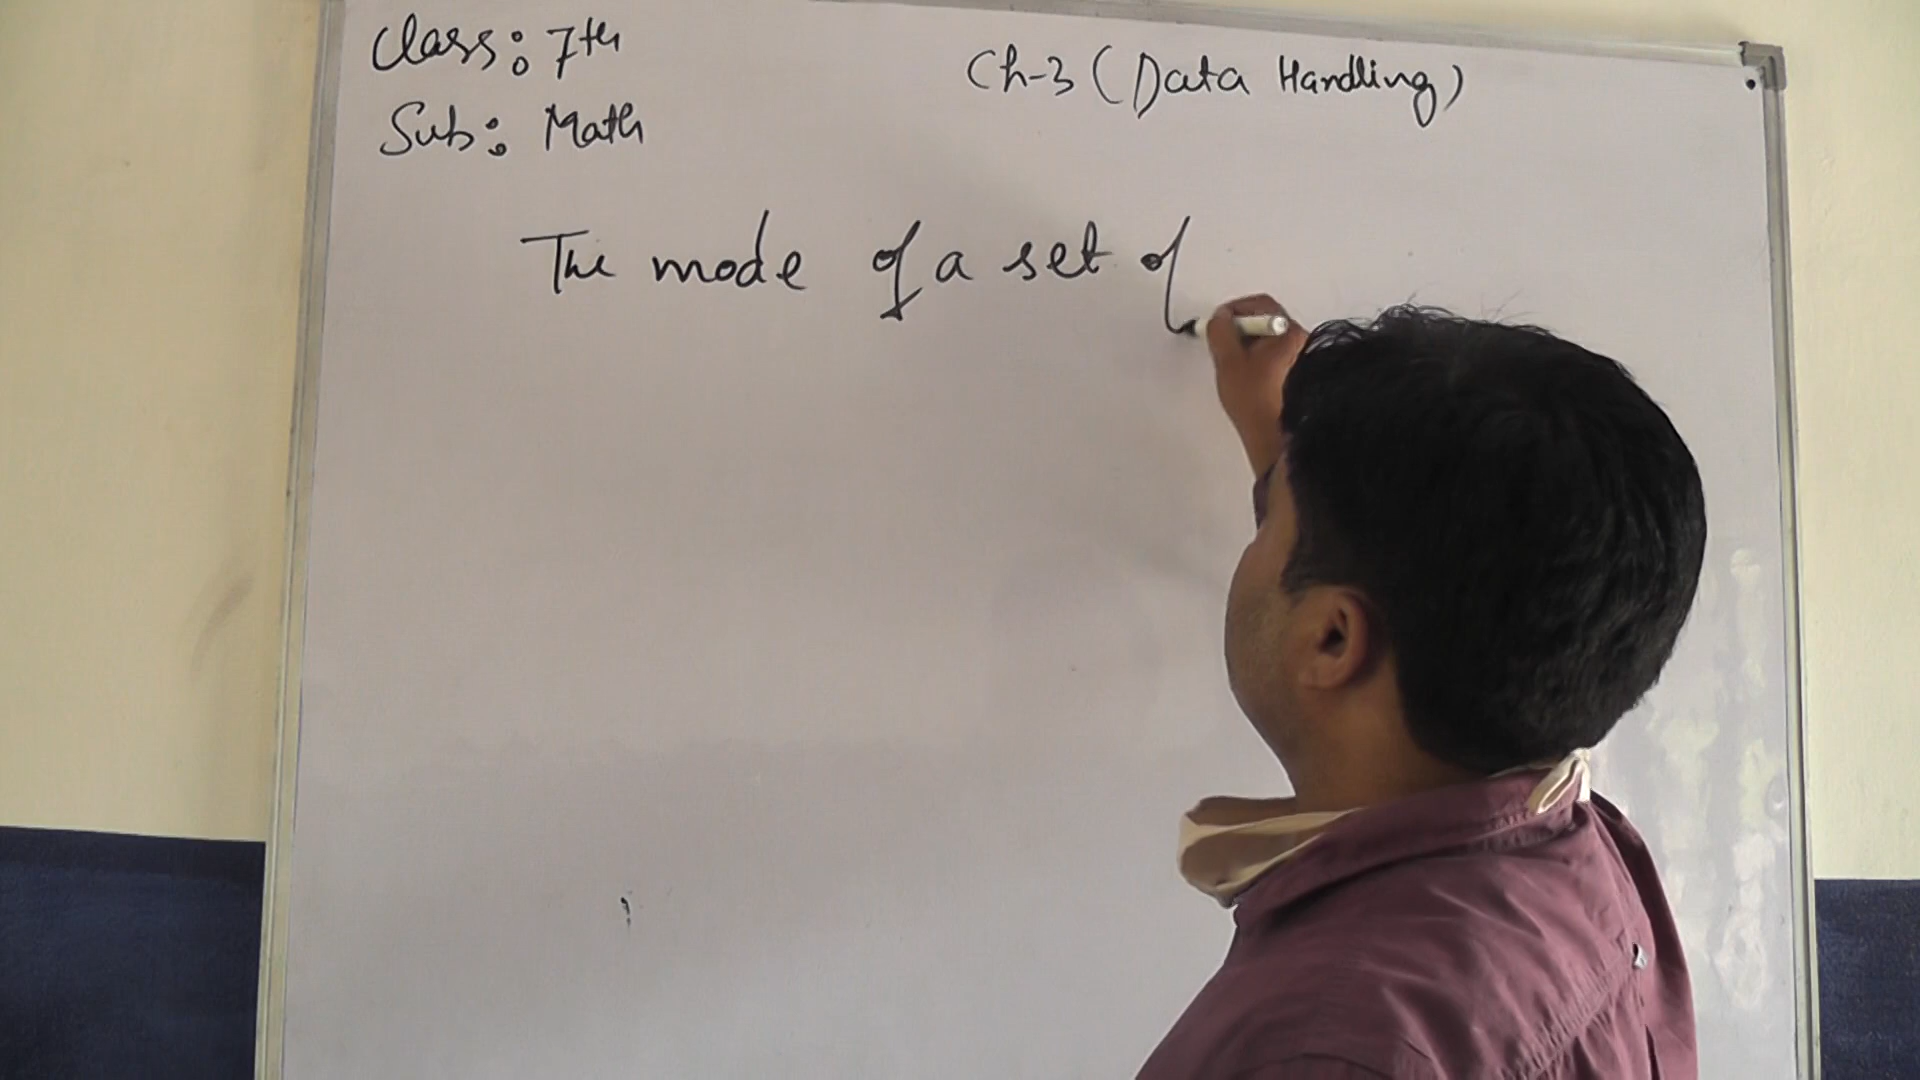 Class: 7th
Ch-3 (Data Handling)
Sub: Math
The mode of a set of